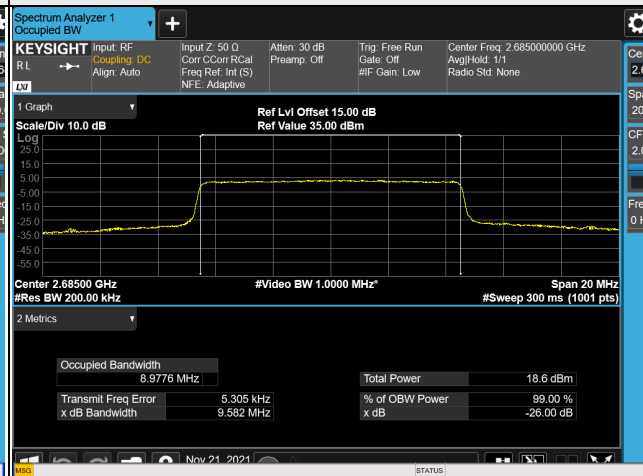 Spectrum Analyzer 1
Occupied BW
KEYSIGHT
RL
LXI
Input: RF
Coupling: DC
Align: Auto
Input Z: 50 Ω
Corr CCorr RCal
Freq Ref: Int (S)
NFE: Adaptive
Atten: 30 dB
Preamp: Off
Trig: Free Run
Gate: Off
#IF Gain: Low
Center Freq: 2.685000000 GHz
Avg|Hold: 1/1
Radio Std: None
1 Graph
Scale/Div 10.0 dB
Ref Lvl Offset 15.00 dB
Ref Value 35.00 dBm
Log
25.0
15.0
5.00
-5.00
-15.0
-25.0
-35.0
-45.0
-55.0
Center 2.68500 GHz
#Video BW 1.0000 MHz*
Span 20 MHz
#Res BW 200.00 kHz
#Sweep 300 ms (1001 pts)
2 Metrics
Occupied Bandwidth
8.9776 MHz
Total Power 18.6 dBm
Transmit Freq Error 5.305 kHz
% of OBW Power 99.00 %
x dB Bandwidth 9.582 MHz
x dB -26.00 dB
Nov 21, 2021
MSG
STATUS